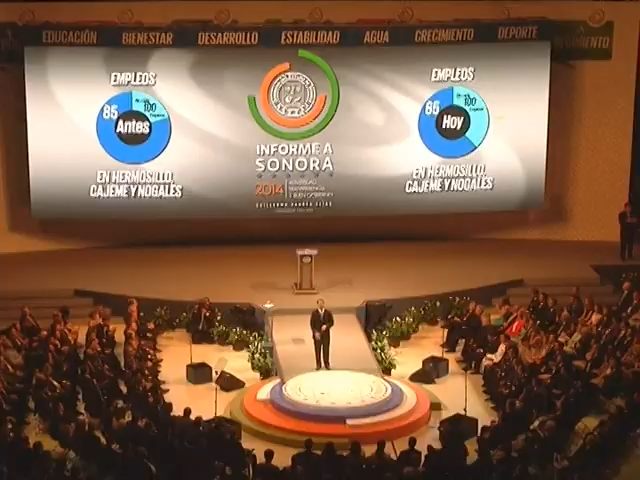 EDUCACIÓN BIENESTAR DESARROLLO ESTABILIDAD AGUA CRECIMIENTO DEPORTE
EMPLEOS
85
100
Antes
EN HERMOSILLO,
CAJEME Y NOGALES
INFORME A
SONORA
2014
EMPLEOS
65
100
Hoy
EN HERMOSILLO,
CAJEME Y NOGALES